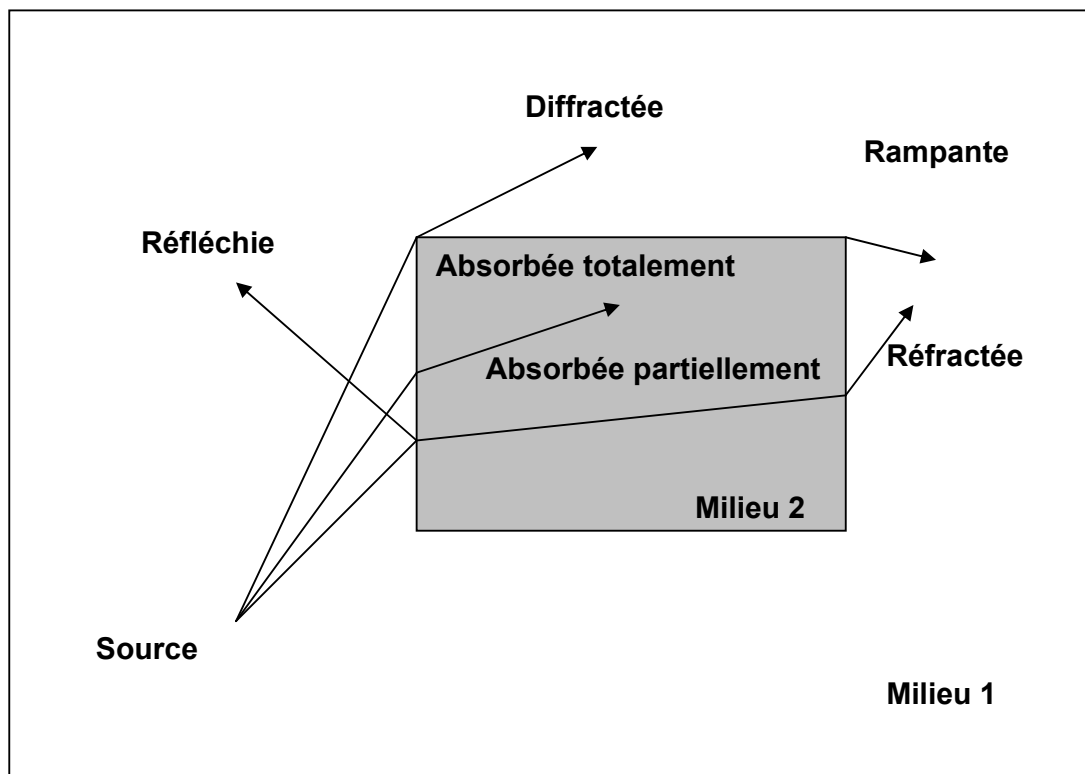 Diffractée
Rampante
Réfléchie
Absorbée totalement
Absorbée partiellement
Réfractée
Milieu 2
Source
Milieu 1